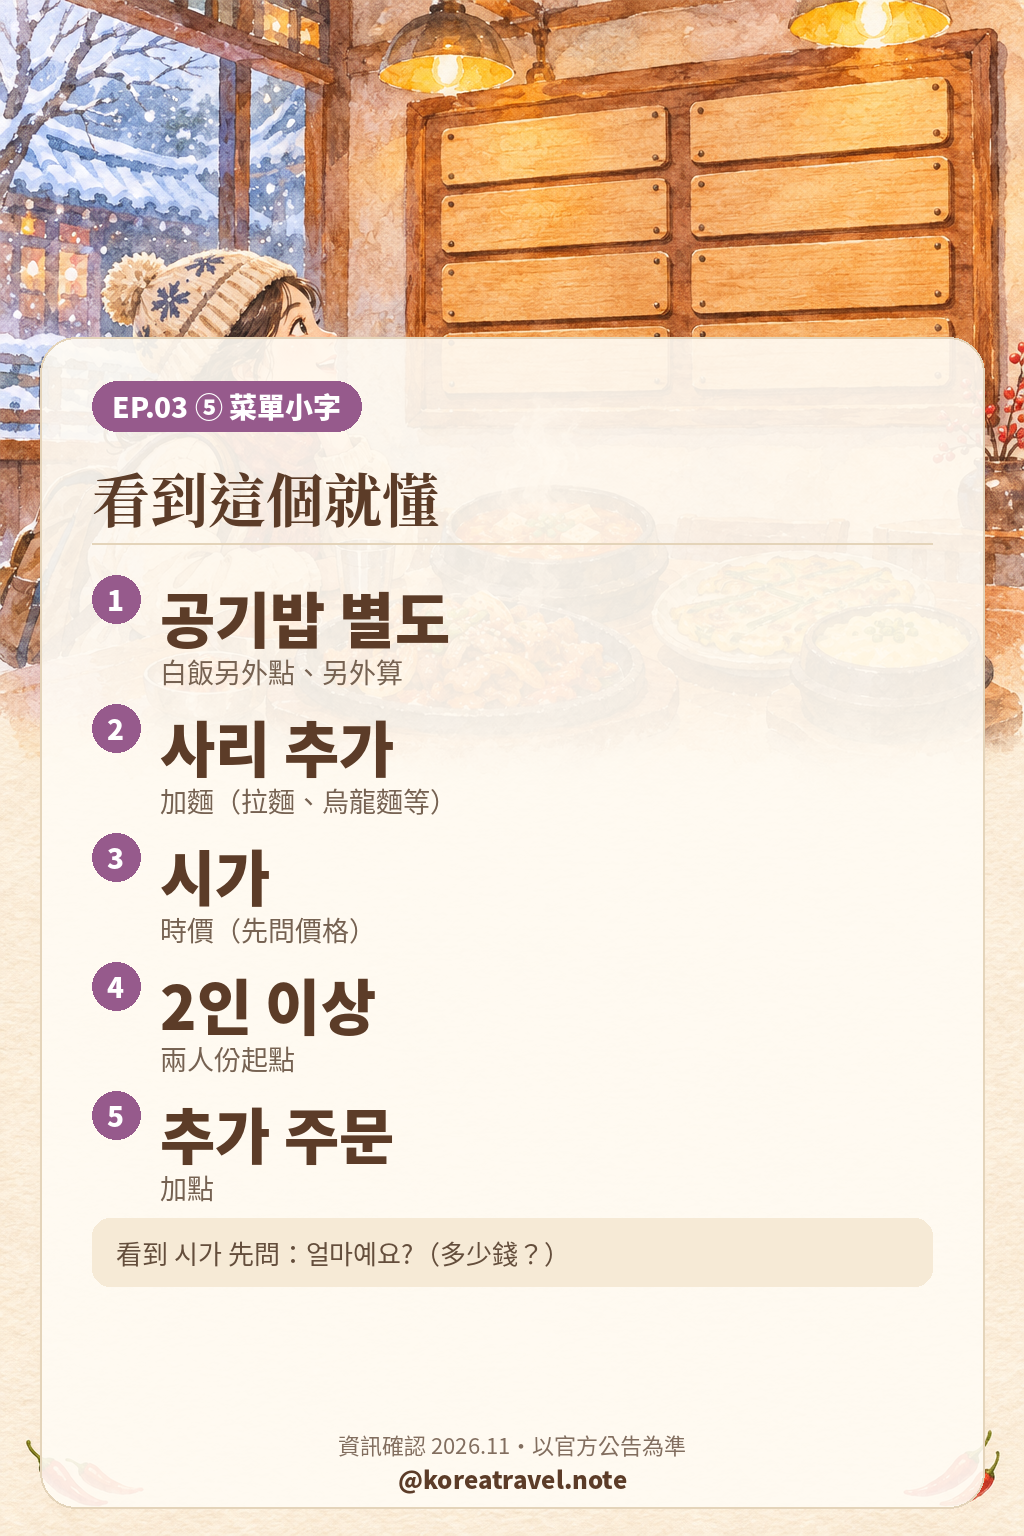 EP.03 ⑤ 菜單小字
看到這個就懂
1 공기밥 별도
白飯另外點、另外算
2 사리 추가
加麵（拉麵、烏龍麵等）
3 시가
時價（先問價格）
4 2인 이상
兩人份起點
5 추가 주문
加點
看到 시가 先問：얼마예요?（多少錢？）
資訊確認 2026.11・以官方公告為準
@koreatravel.note